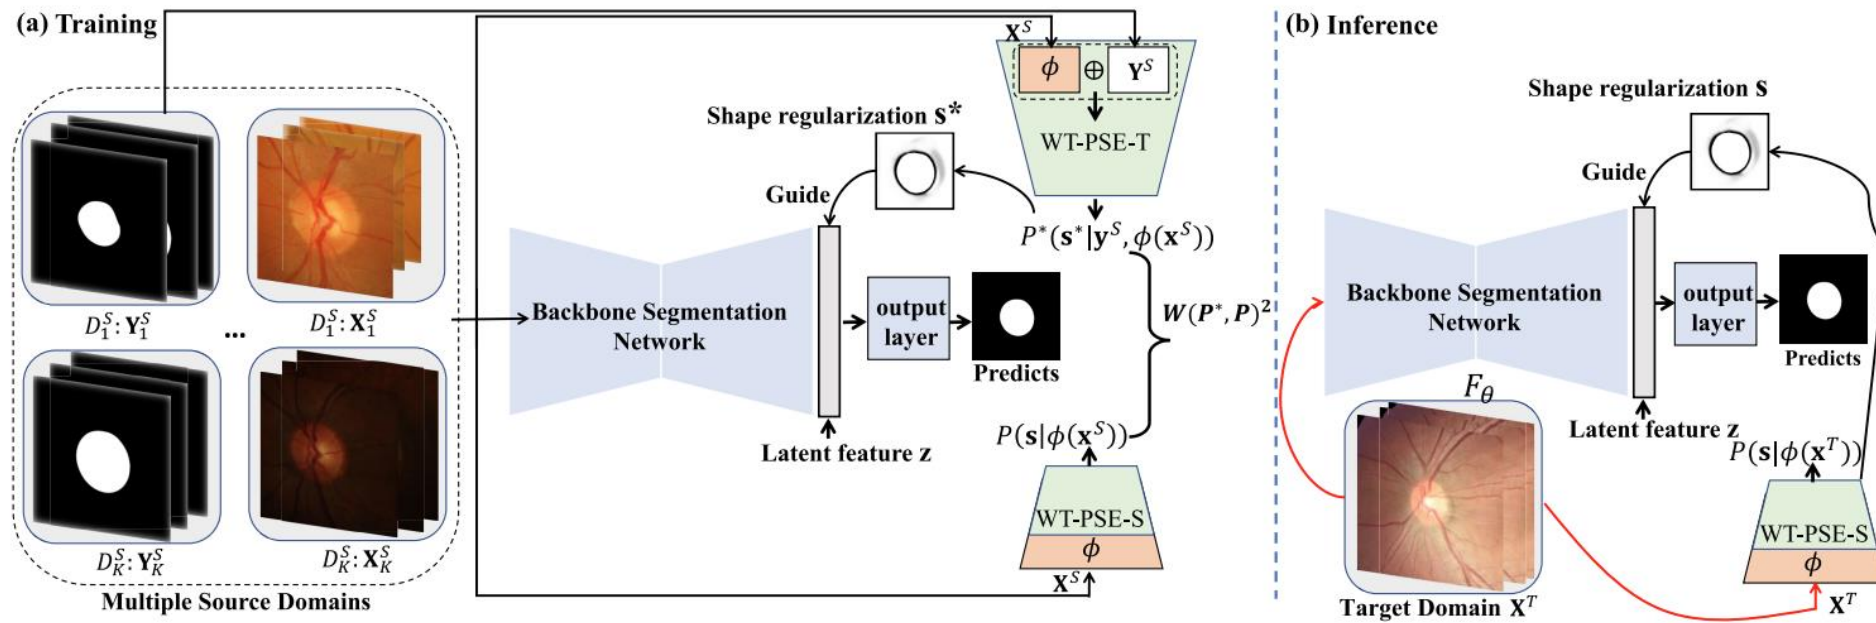 (a) Training
X^S
ϕ ⊕ Y^S
WT-PSE-T
Shape regularization s*
Guide
P*(s*|y^S, ϕ(x^S))
D_1^S: Y_1^S
...
D_1^S: X_1^S
D_K^S: Y_K^S
D_K^S: X_K^S
Multiple Source Domains
Backbone Segmentation
Network
output
layer
Predicts
W(P*, P)^2
Latent feature z
P(s|ϕ(x^S))
WT-PSE-S
ϕ
X^S
(b) Inference
Shape regularization s
Guide
Backbone Segmentation
Network
output
layer
Predicts
F_θ
Latent feature z
P(s|ϕ(x^T))
WT-PSE-S
ϕ
X^T
Target Domain X^T